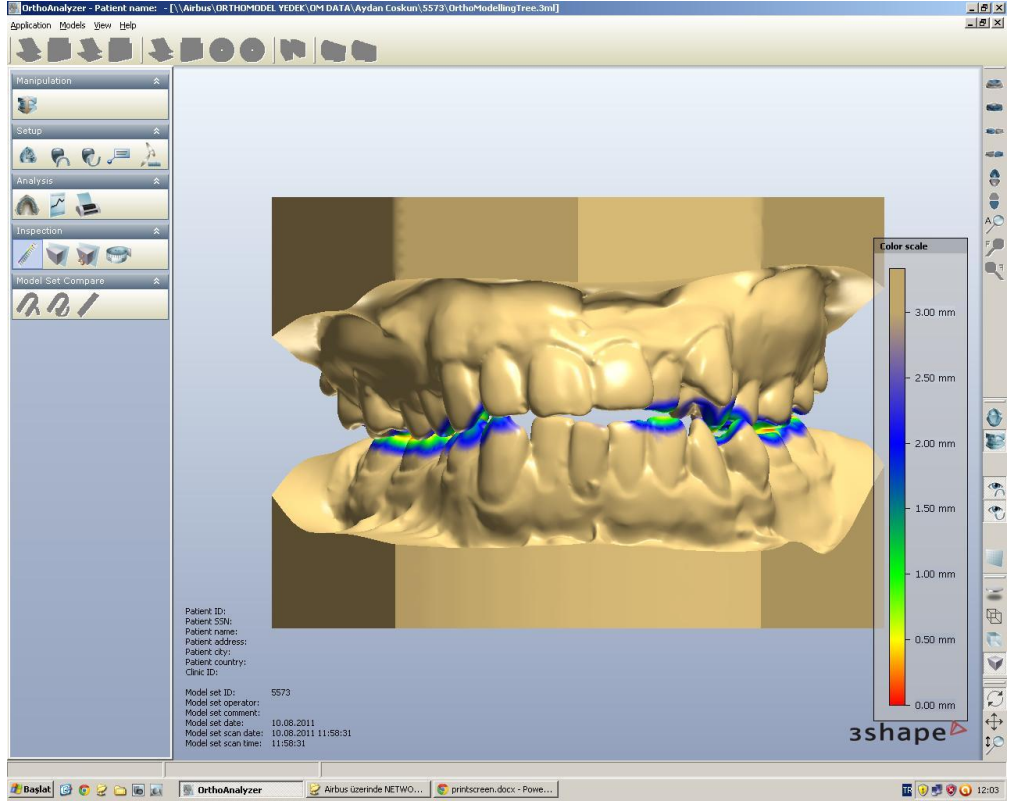 OrthoAnalyzer - Patient name:  - [\\Airbus\ORTHOMODEL YEDEK\OM DATA\Aydan Coskun\5573\OrthoModellingTree.3ml]
Application Models View Help
Manipulation
Setup
Analysis
Inspection
Model Set Compare
A
F
Color scale
3.00 mm
2.50 mm
2.00 mm
1.50 mm
1.00 mm
0.50 mm
0.00 mm
Patient ID:
Patient SSN:
Patient name:
Patient address:
Patient city:
Patient country:
Clinic ID:
Model set ID: 5573
Model set operator:
Model set comment:
Model set date: 10.08.2011
Model set scan date: 10.08.2011 11:58:31
Model set scan time: 11:58:31
3shape
Başlat OrthoAnalyzer Airbus üzerinde NETWO... printscreen.docx - Powe... TR 12:03